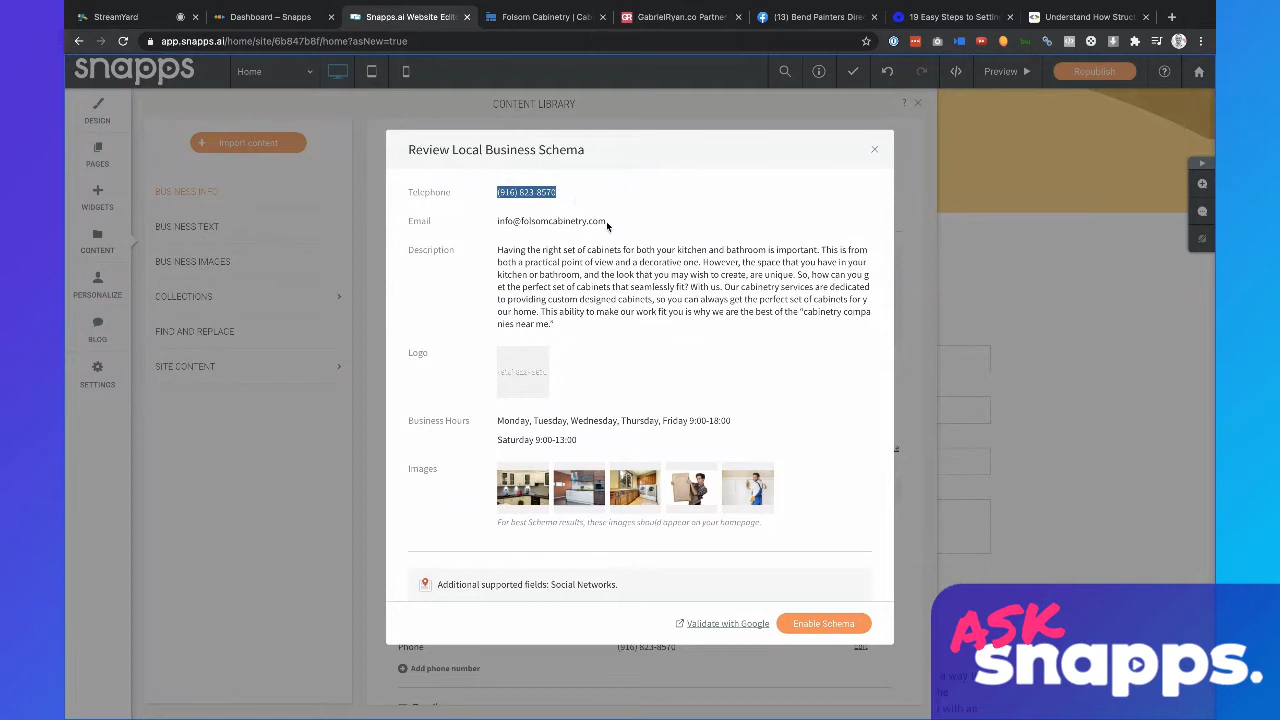 StreamYard
Dashboard – Snapps
Snapps.ai Website Edito
Folsom Cabinetry | Cabinet
GabrielRyan.co Partner
(13) Bend Painters Dire
19 Easy Steps to Settin
Understand How Struct
app.snapps.ai/home/site/6b847b8f/home?asNew=true
snapps
Home
Preview
Republish
CONTENT LIBRARY
DESIGN
PAGES
WIDGETS
CONTENT
PERSONALIZE
BLOG
SETTINGS
Import content
BUSINESS INFO
BUSINESS TEXT
BUSINESS IMAGES
COLLECTIONS
FIND AND REPLACE
SITE CONTENT
Review Local Business Schema
Telephone (916) 823-8570
Email info@folsomcabinetry.com
Description Having the right set of cabinets for both your kitchen and bathroom is important. This is from
both a practical point of view and a decorative one. However, the space that you have in your
kitchen or bathroom, and the look that you may wish to create, are unique. So, how can you g
et the perfect set of cabinets that seamlessly fit? With us. Our cabinetry services are dedicated
to providing custom designed cabinets, so you can always get the perfect set of cabinets for y
our home. This ability to make our work fit you is why we are the best of the “cabinetry compa
nies near me.”
Logo
(916) 823-8570
Business Hours Monday, Tuesday, Wednesday, Thursday, Friday 9:00-18:00
Saturday 9:00-13:00
Images
For best Schema results, these images should appear on your homepage.
Additional supported fields: Social Networks.
Validate with Google
Enable Schema
Phone (916) 823-8570 Edit
Add phone number
ASK
snapps.